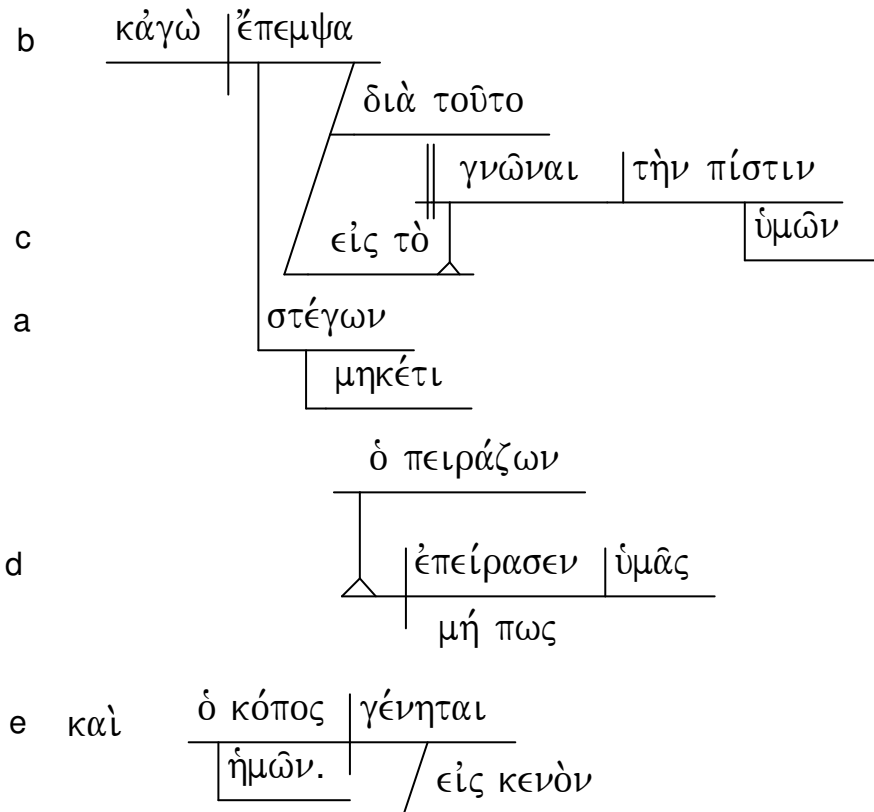 b κἀγὼ ἔπεμψα
διὰ τοῦτο
γνῶναι τὴν πίστιν
c εἰς τὸ ὑμῶν
a στέγων
μηκέτι
ὁ πειράζων
d ἐπείρασεν ὑμᾶς
μή πως
e καὶ ὁ κόπος γένηται
ἡμῶν. εἰς κενὸν